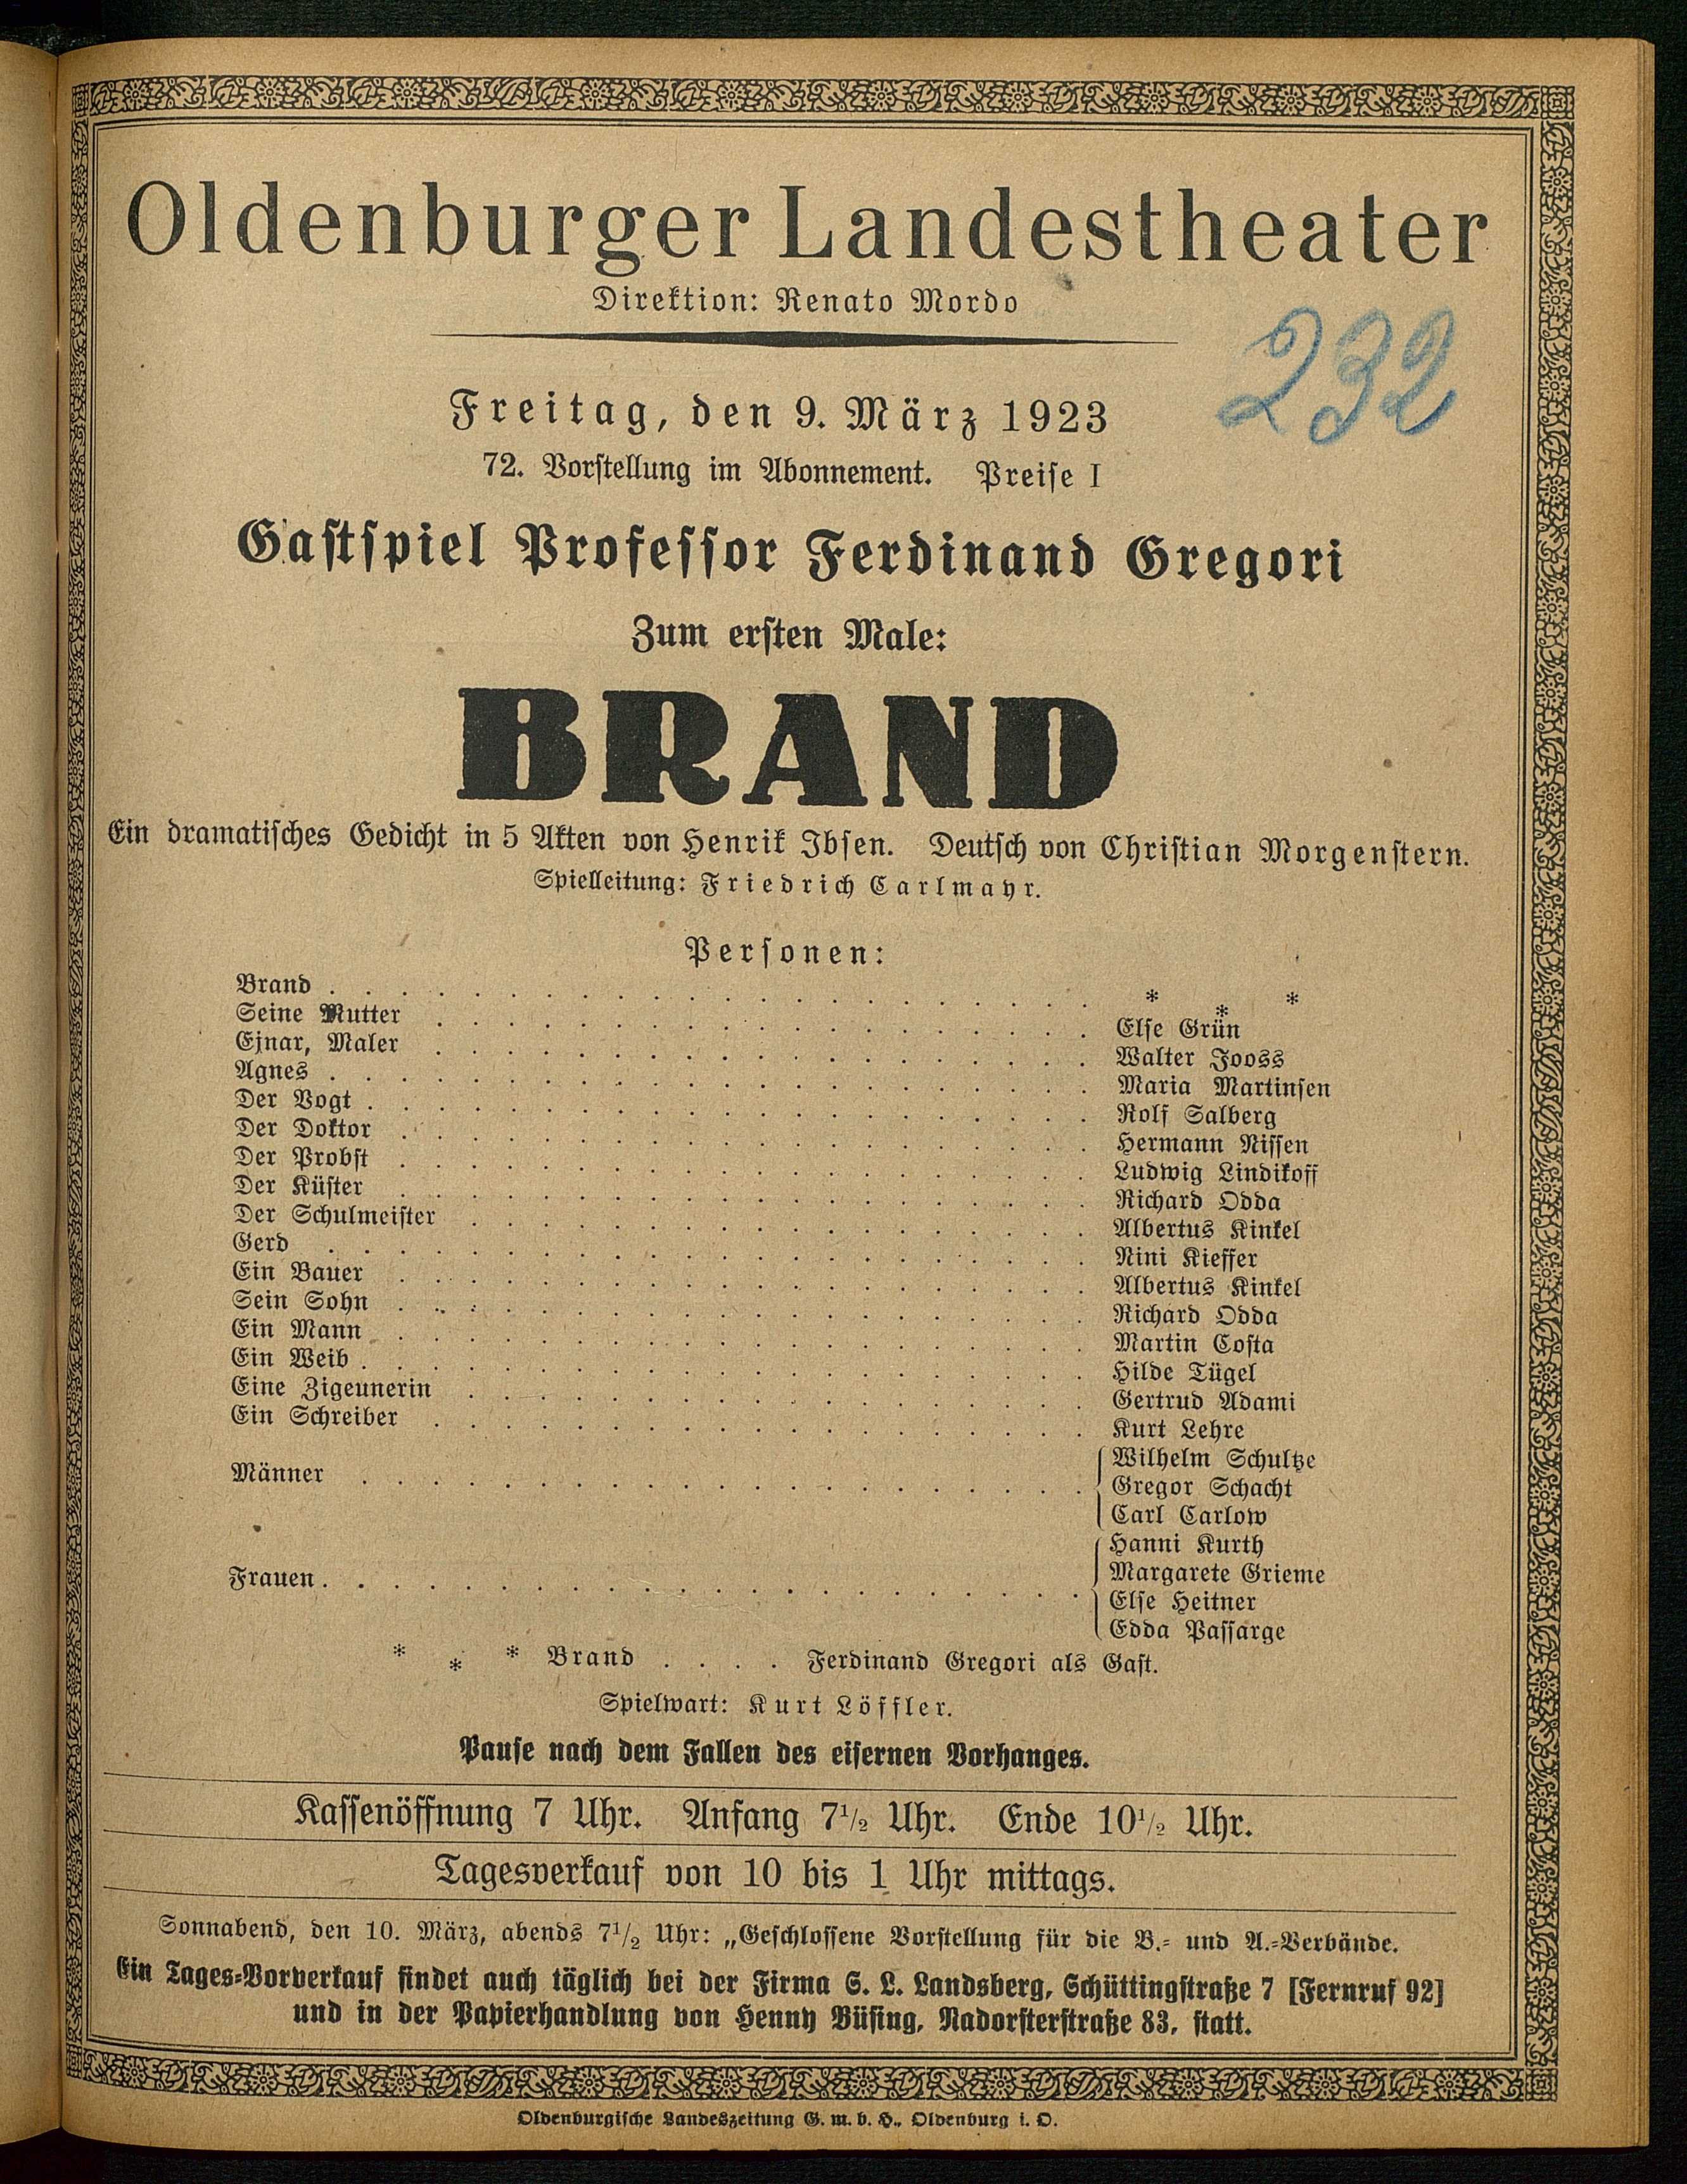 Oldenburger Landestheater
Direktion: Renato Mordo
232
Freitag, den 9. März 1923
72. Vorstellung im Abonnement. Preise I
Gastspiel Professor Ferdinand Gregori
Zum ersten Male:
BRAND
Ein dramatisches Gedicht in 5 Akten von Henrik Ibsen. Deutsch von Christian Morgenstern.
Spielleitung: Friedrich Carlmayr.
Personen:
Brand . . . . * * *
Seine Mutter . . . . Else Grün
Ejnar, Maler . . . . Walter Jooss
Agnes . . . . Maria Martinsen
Der Vogt . . . . Rolf Salberg
Der Doktor . . . . Hermann Nissen
Der Probst . . . . Ludwig Lindikoff
Der Küster . . . . Richard Odda
Der Schulmeister . . . . Albertus Kinkel
Gerd . . . . Nini Kieffer
Ein Bauer . . . . Albertus Kinkel
Sein Sohn . . . . Richard Odda
Ein Mann . . . . Martin Costa
Ein Weib . . . . Hilde Tügel
Eine Zigeunerin . . . . Gertrud Adami
Ein Schreiber . . . . Kurt Lehre
Männer . . . . Wilhelm Schultze
Gregor Schacht
Carl Carlow
Frauen . . . . Hanni Kurth
Margarete Grieme
Else Heitner
Edda Passarge
* * * Brand . . . . Ferdinand Gregori als Gast.
Spielwart: Kurt Löffler.
Pause nach dem Fallen des eisernen Vorhanges.
Kassenöffnung 7 Uhr. Anfang 7½ Uhr. Ende 10½ Uhr.
Tagesverkauf von 10 bis 1 Uhr mittags.
Sonnabend, den 10. März, abends 7½ Uhr: „Geschlossene Vorstellung für die B.- und A.-Verbände.
Ein Tages-Vorverkauf findet auch täglich bei der Firma S. L. Landsberg, Schüttingstraße 7 [Fernruf 92]
und in der Papierhandlung von Henny Büsing, Nadorsterstraße 83, statt.
Oldenburgische Landeszeitung G. m. b. H., Oldenburg i. O.